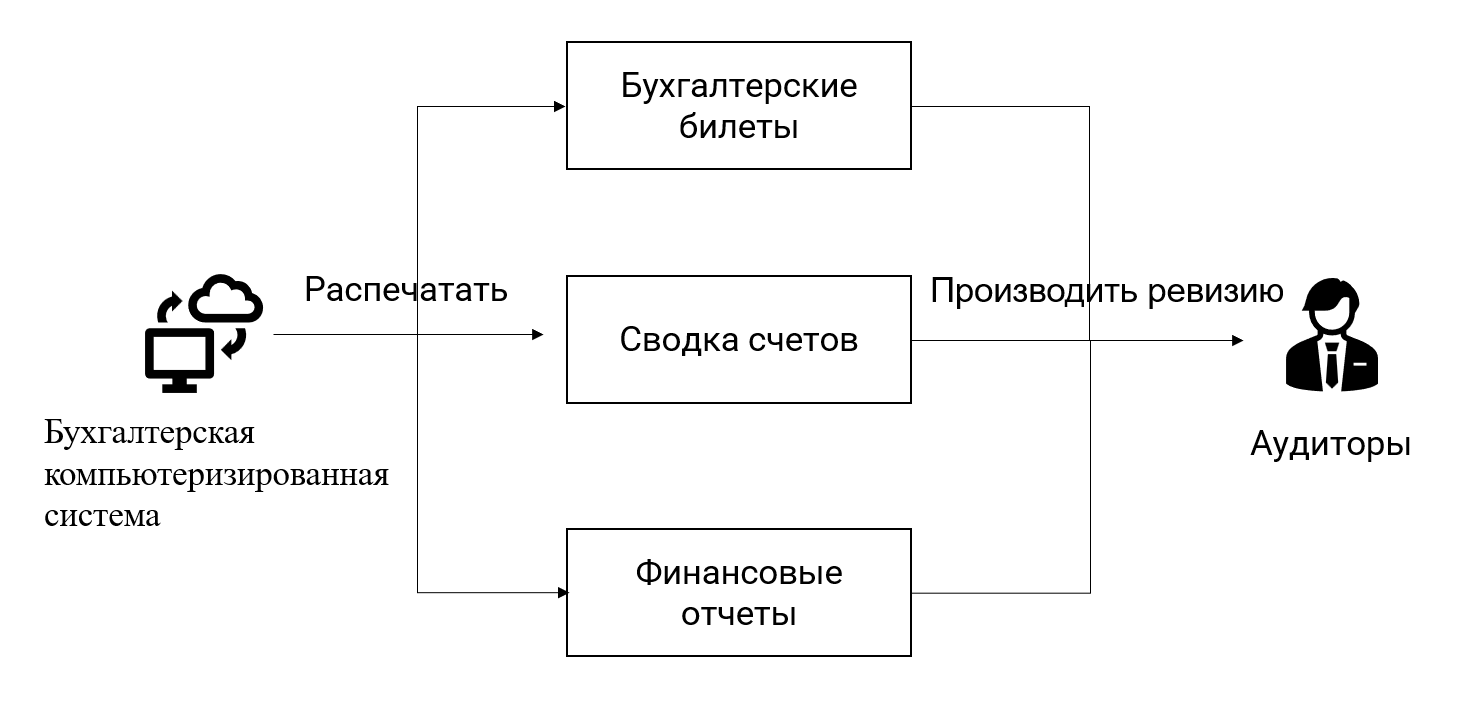 Бухгалтерские
билеты
Распечатать
Сводка счетов
Производить ревизию
Бухгалтерская
компьютеризированная
система
Аудиторы
Финансовые
отчеты